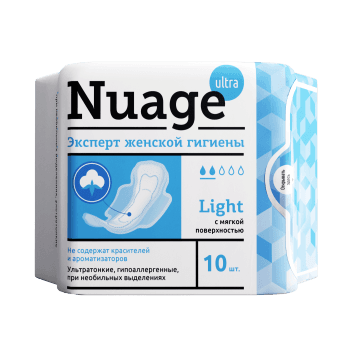 Nuage
ultra
Эксперт женской гигиены
Light
с мягкой
поверхностью
Не содержат красителей
и ароматизаторов
Ультратонкие, гипоаллергенные,
при необильных выделениях
10 шт.